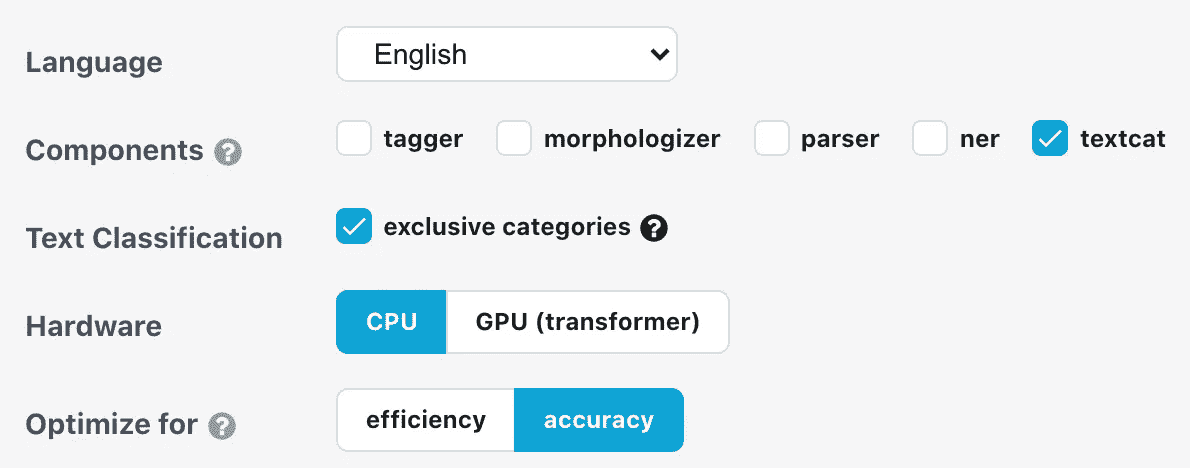 Language English
Components ? tagger morphologizer parser ner textcat
Text Classification exclusive categories ?
Hardware CPU GPU (transformer)
Optimize for ? efficiency accuracy